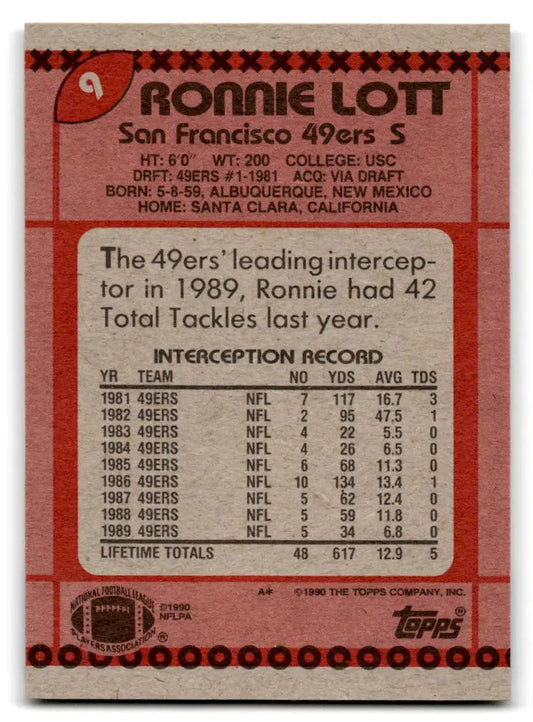 9
RONNIE LOTT
San Francisco 49ers S
HT: 6'0" WT: 200 COLLEGE: USC
DRFT: 49ERS #1-1981 ACQ: VIA DRAFT
BORN: 5-8-59, ALBUQUERQUE, NEW MEXICO
HOME: SANTA CLARA, CALIFORNIA
The 49ers' leading intercep-
tor in 1989, Ronnie had 42
Total Tackles last year.
INTERCEPTION RECORD
YR TEAM NO YDS AVG TDS
1981 49ERS NFL 7 117 16.7 3
1982 49ERS NFL 2 95 47.5 1
1983 49ERS NFL 4 22 5.5 0
1984 49ERS NFL 4 26 6.5 0
1985 49ERS NFL 6 68 11.3 0
1986 49ERS NFL 10 134 13.4 1
1987 49ERS NFL 5 62 12.4 0
1988 49ERS NFL 5 59 11.8 0
1989 49ERS NFL 5 34 6.8 0
LIFETIME TOTALS 48 617 12.9 5
A* ©1990 THE TOPPS COMPANY, INC.
NATIONAL FOOTBALL LEAGUE
PLAYERS ASSOCIATION ®
©1990
NFLPA
TOPPS ®